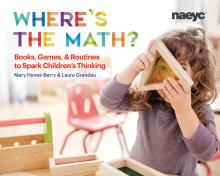 WHERE'S
THE MATH?
naeyc
Books, Games, & Routines
to Spark Children's Thinking
Mary Hynes-Berry & Laura Grandau